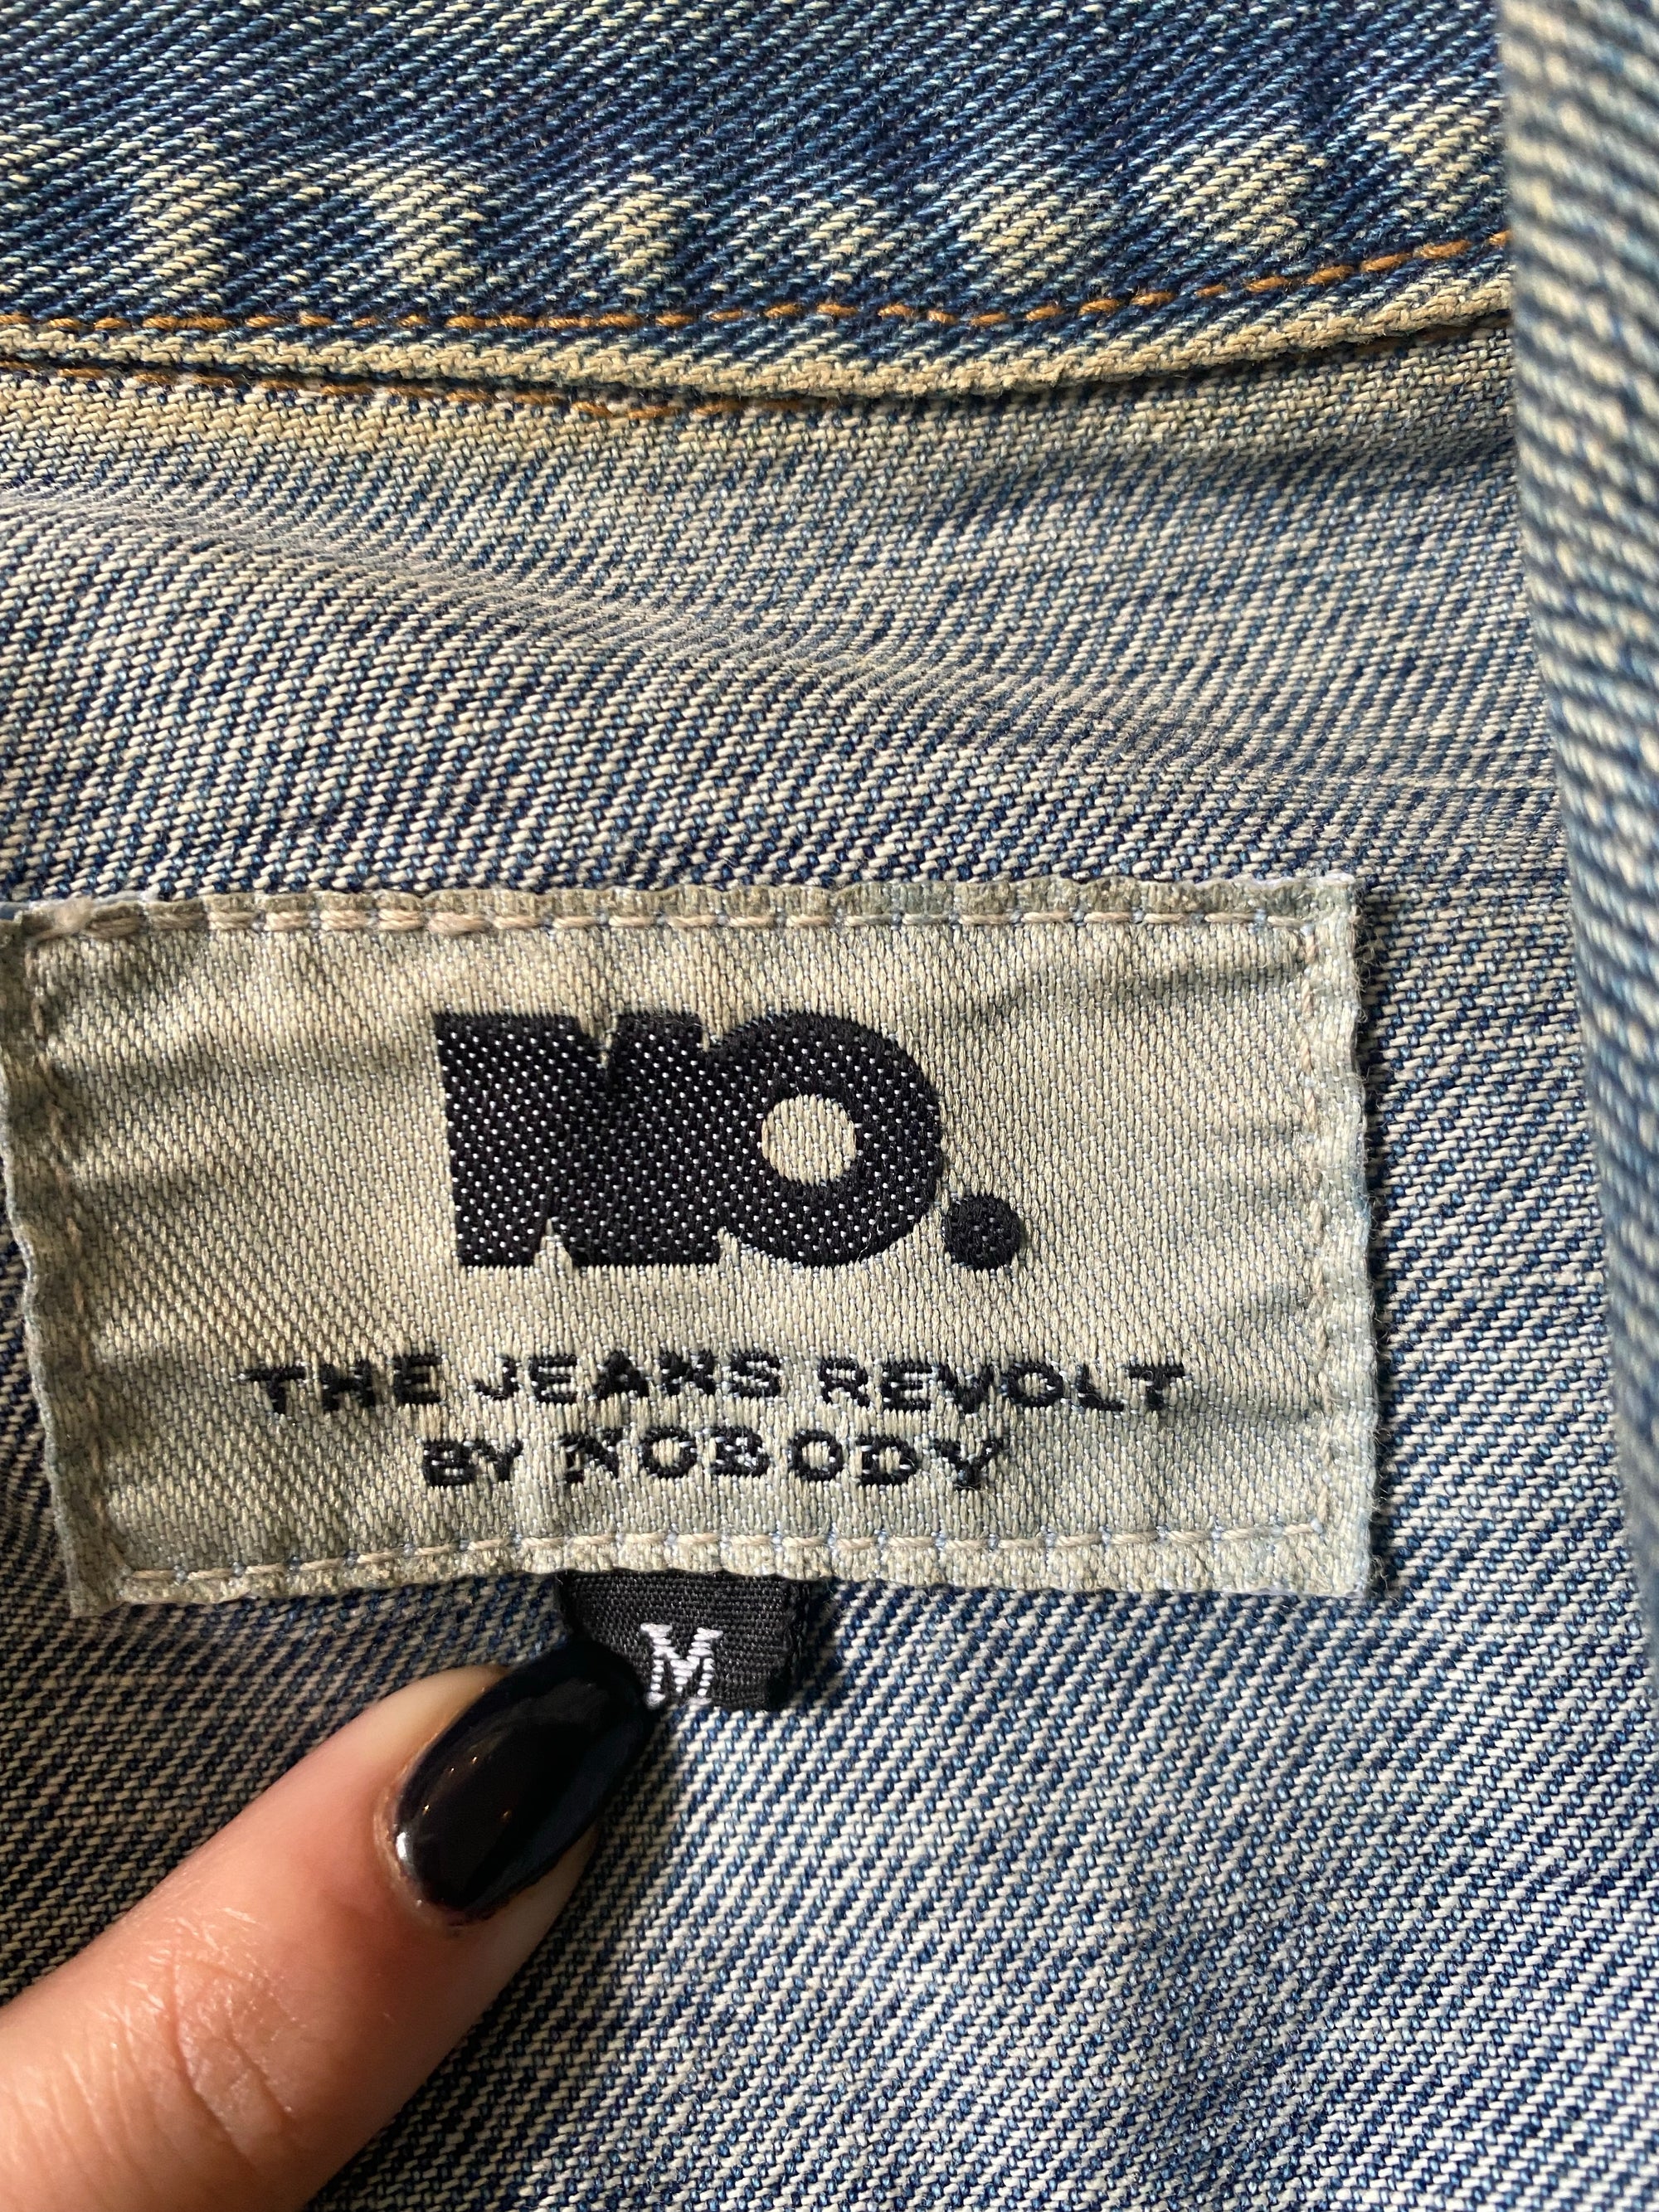 NO.
THE JEANS REVOLT
BY NOBODY
M